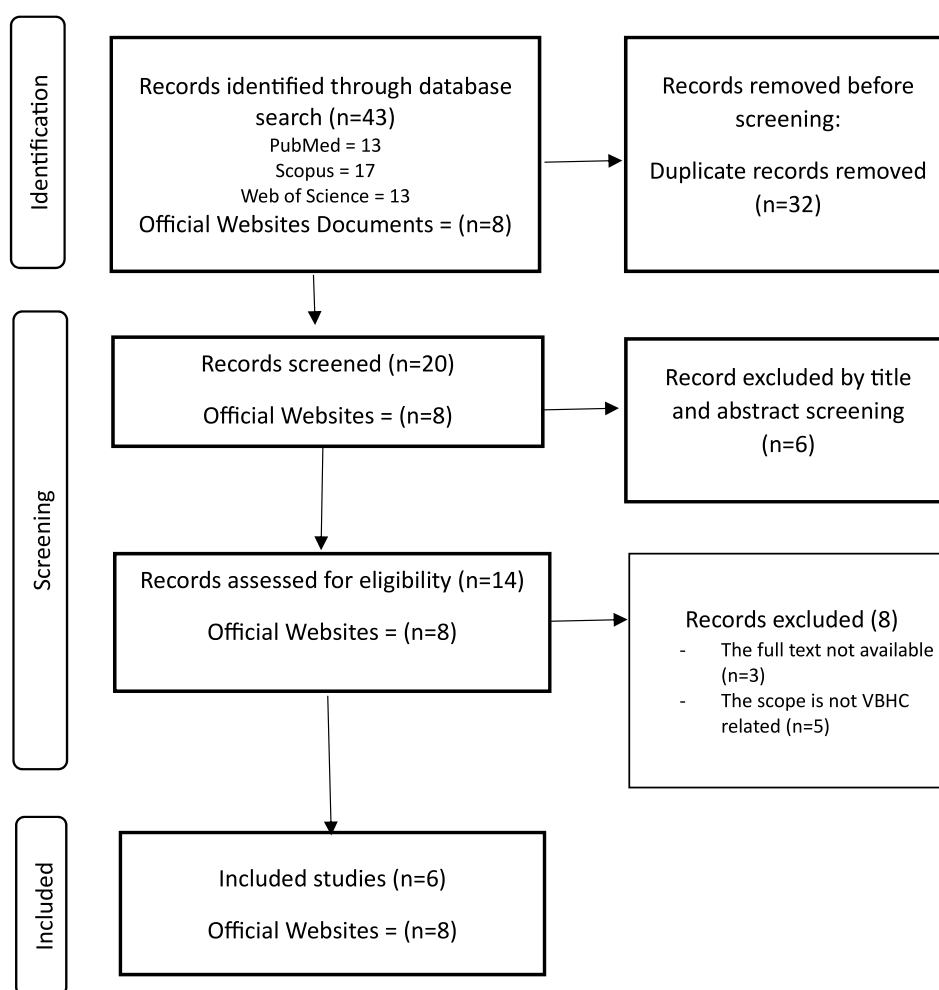 Identification
Records identified through database
search (n=43)
PubMed = 13
Scopus = 17
Web of Science = 13
Official Websites Documents = (n=8)
Records removed before
screening:
Duplicate records removed
(n=32)
Screening
Records screened (n=20)
Official Websites = (n=8)
Record excluded by title
and abstract screening
(n=6)
Records assessed for eligibility (n=14)
Official Websites = (n=8)
Records excluded (8)
- The full text not available
(n=3)
- The scope is not VBHC
related (n=5)
Included
Included studies (n=6)
Official Websites = (n=8)